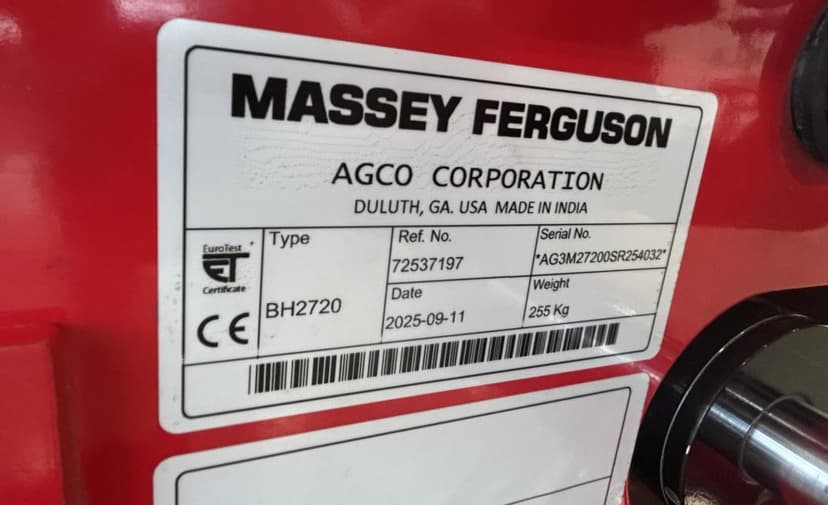 MASSEY FERGUSON
AGCO CORPORATION
DULUTH, GA. USA MADE IN INDIA
EuroTest
ET
Certificate
CE
Type
BH2720
Ref. No.
72537197
Date
2025-09-11
Serial No.
*AG3M27200SR254032*
Weight
255 Kg